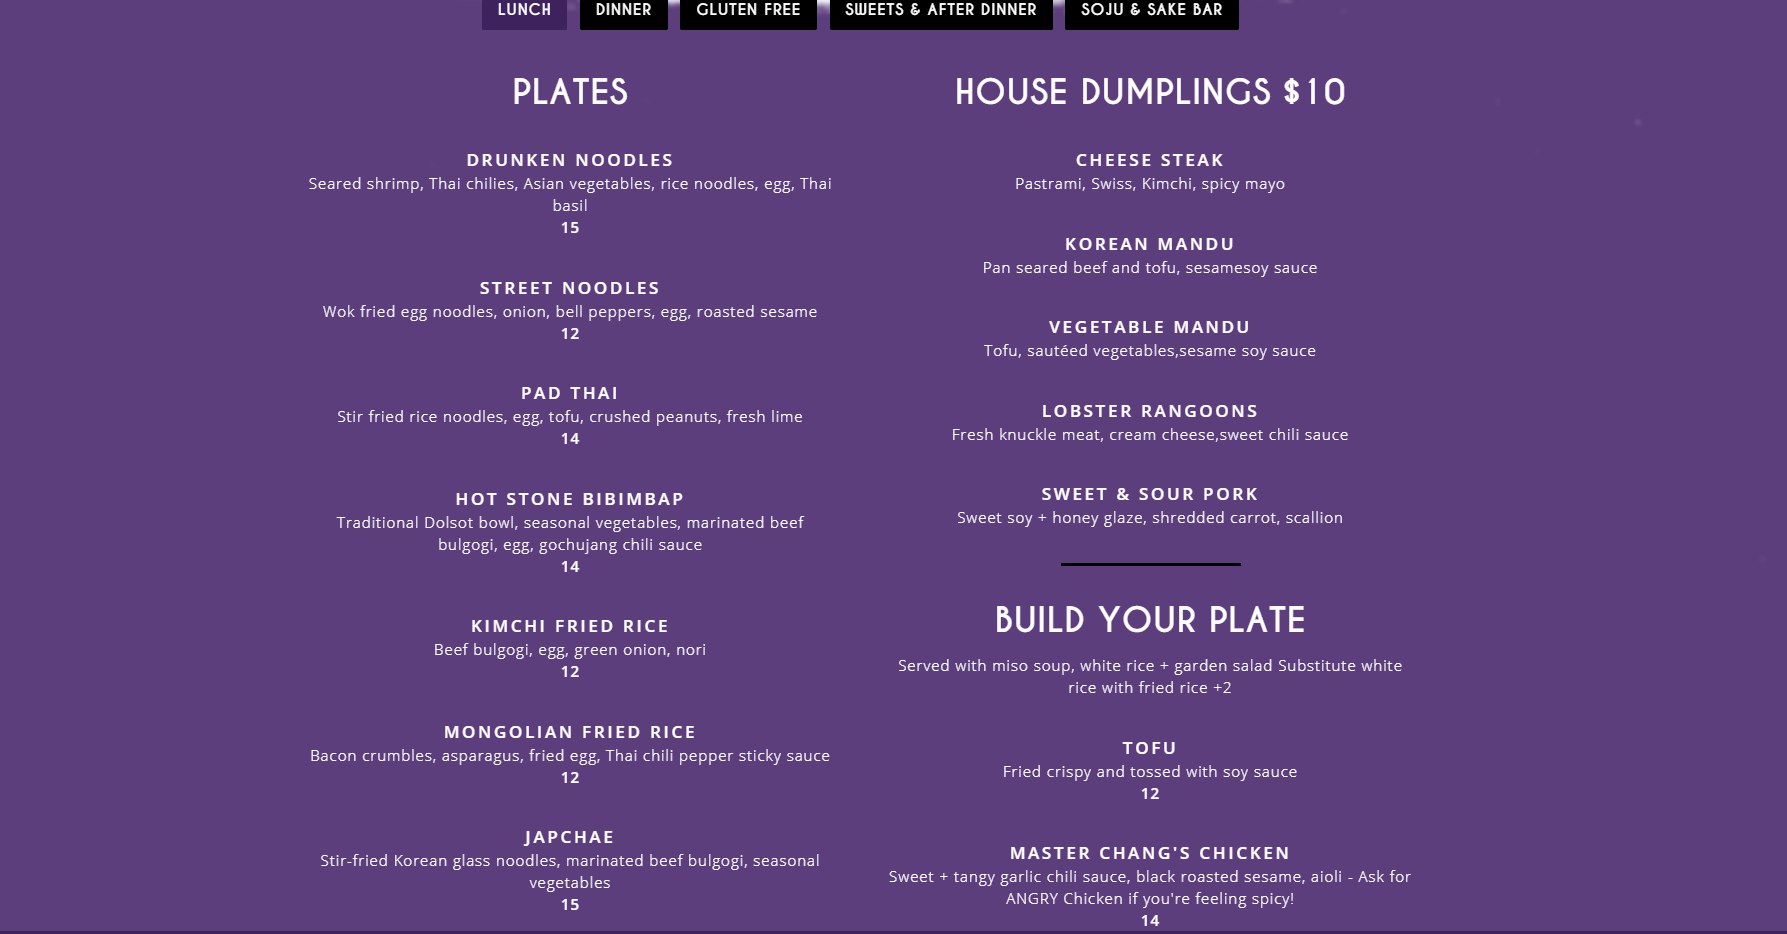 LUNCH
DINNER
GLUTEN FREE
SWEETS & AFTER DINNER
SOJU & SAKE BAR
PLATES
DRUNKEN NOODLES
Seared shrimp, Thai chilies, Asian vegetables, rice noodles, egg, Thai
basil
15
STREET NOODLES
Wok fried egg noodles, onion, bell peppers, egg, roasted sesame
12
PAD THAI
Stir fried rice noodles, egg, tofu, crushed peanuts, fresh lime
14
HOT STONE BIBIMBAP
Traditional Dolsot bowl, seasonal vegetables, marinated beef
bulgogi, egg, gochujang chili sauce
14
KIMCHI FRIED RICE
Beef bulgogi, egg, green onion, nori
12
MONGOLIAN FRIED RICE
Bacon crumbles, asparagus, fried egg, Thai chili pepper sticky sauce
12
JAPCHAE
Stir-fried Korean glass noodles, marinated beef bulgogi, seasonal
vegetables
15
HOUSE DUMPLINGS $10
CHEESE STEAK
Pastrami, Swiss, Kimchi, spicy mayo
KOREAN MANDU
Pan seared beef and tofu, sesamesoy sauce
VEGETABLE MANDU
Tofu, sautéed vegetables,sesame soy sauce
LOBSTER RANGOONS
Fresh knuckle meat, cream cheese,sweet chili sauce
SWEET & SOUR PORK
Sweet soy + honey glaze, shredded carrot, scallion
BUILD YOUR PLATE
Served with miso soup, white rice + garden salad Substitute white
rice with fried rice +2
TOFU
Fried crispy and tossed with soy sauce
12
MASTER CHANG'S CHICKEN
Sweet + tangy garlic chili sauce, black roasted sesame, aioli - Ask for
ANGRY Chicken if you're feeling spicy!
14